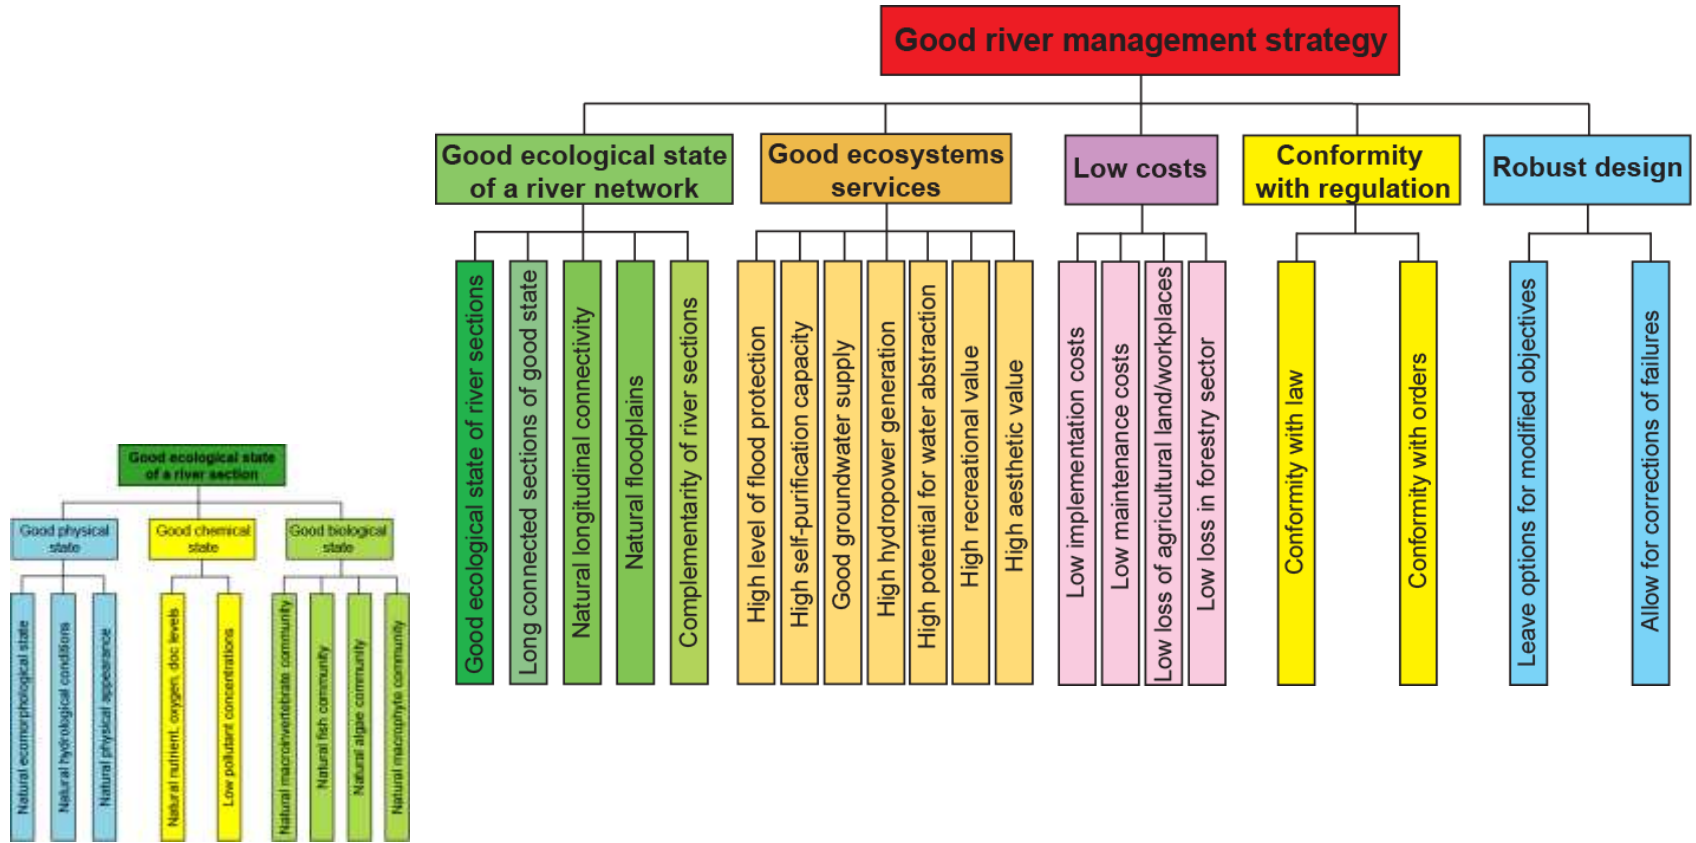 Good river management strategy
Good ecological state
of a river network
Good ecosystems
services
Low costs
Conformity
with regulation
Robust design
Good ecological state of river sections
Long connected sections of good state
Natural longitudinal connectivity
Natural floodplains
Complementarity of river sections
High level of flood protection
High self-purification capacity
Good groundwater supply
High hydropower generation
High potential for water abstraction
High recreational value
High aesthetic value
Low implementation costs
Low maintenance costs
Low loss of agricultural land/workplaces
Low loss in forestry sector
Conformity with law
Conformity with orders
Leave options for modified objectives
Allow for corrections of failures
Good ecological state
of a river section
Good physical
state
Good chemical
state
Good biological
state
Natural ecomorphological state
Natural hydrological conditions
Natural physical appearance
Natural nutrient, oxygen, doc levels
Low pollutant concentrations
Natural macroinvertebrate community
Natural fish community
Natural algae community
Natural macrophyte community